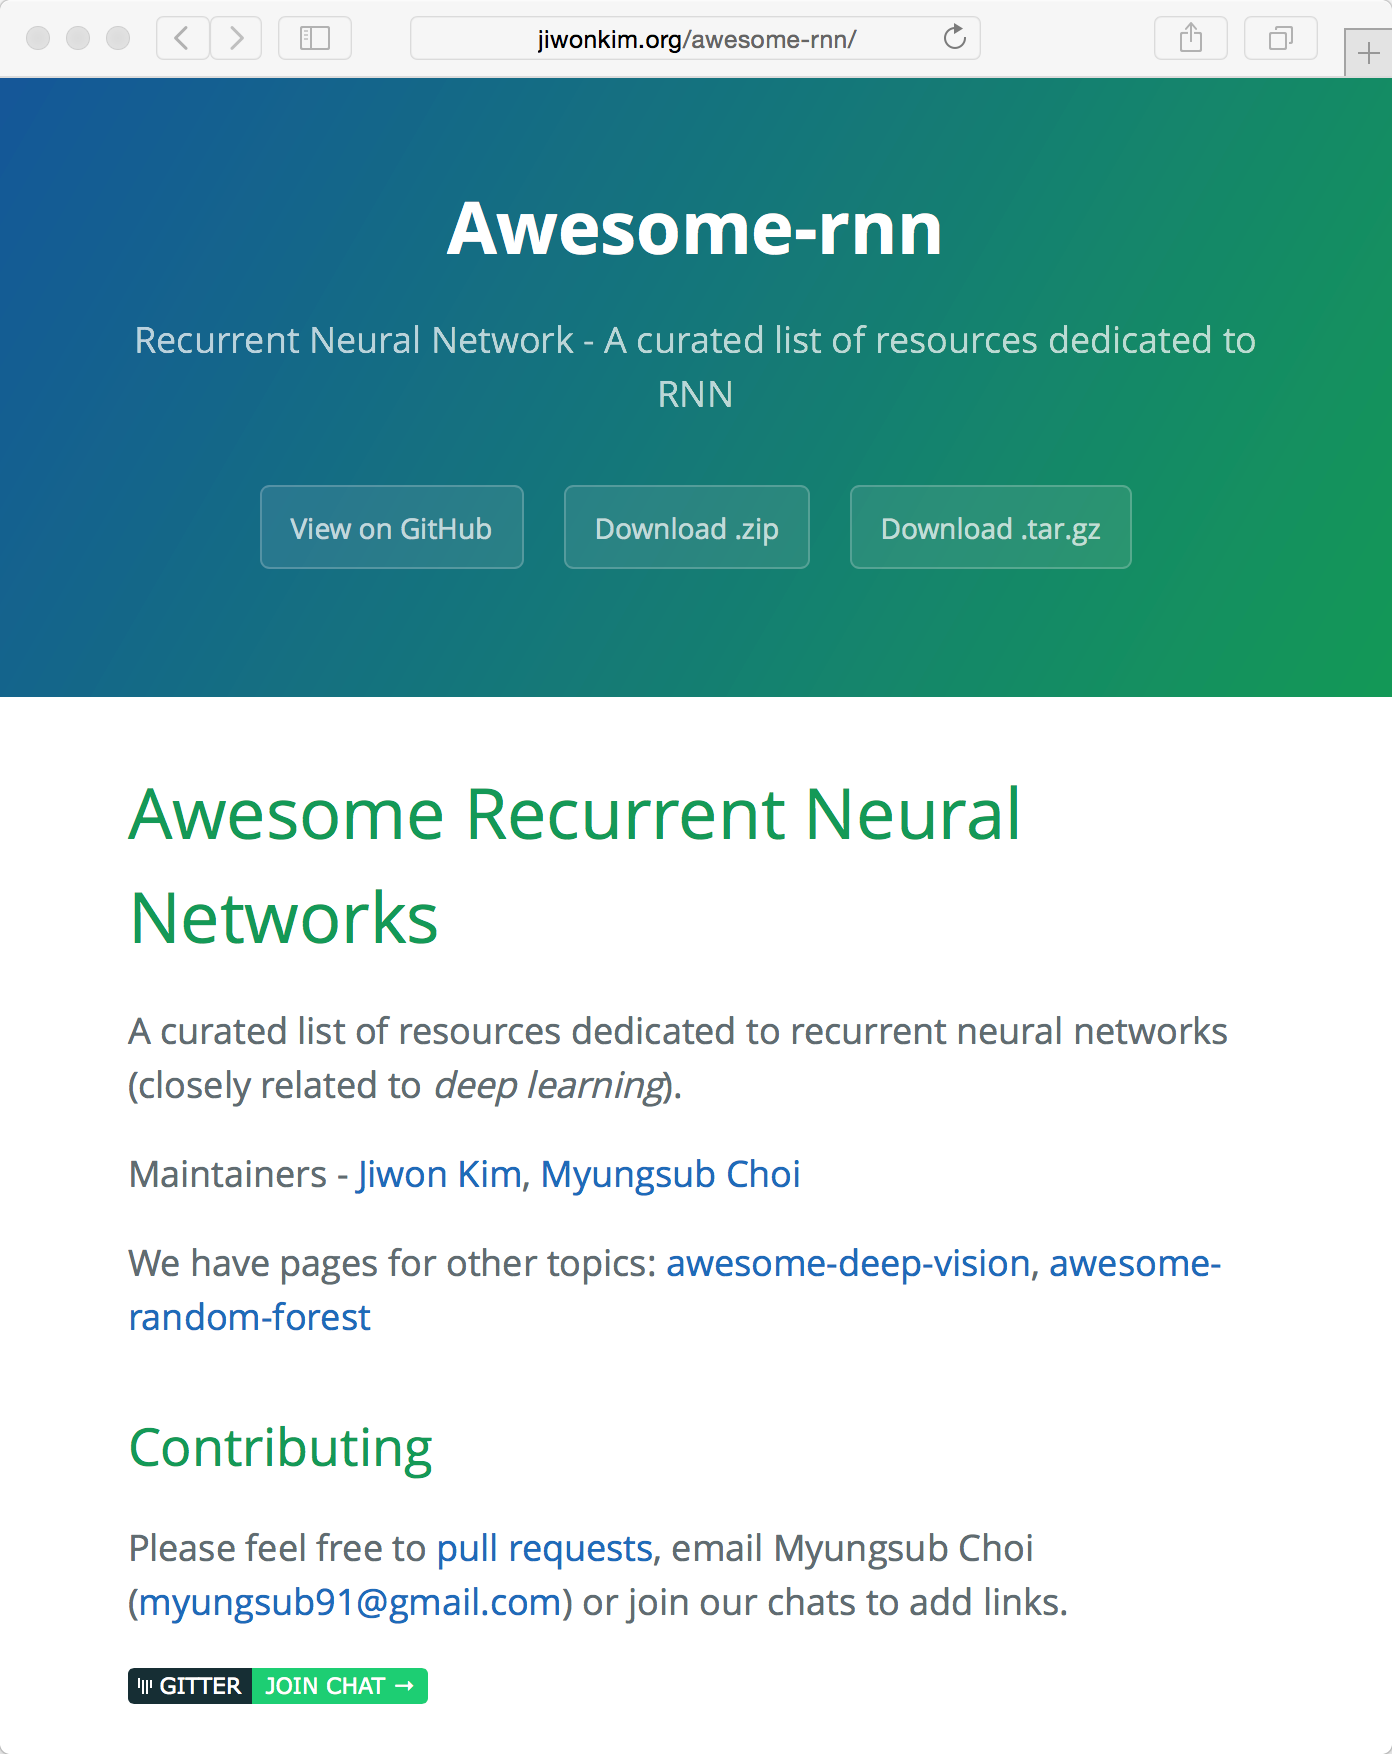 jiwonkim.org/awesome-rnn/
Awesome-rnn
Recurrent Neural Network - A curated list of resources dedicated to
RNN
View on GitHub
Download .zip
Download .tar.gz
Awesome Recurrent Neural
Networks
A curated list of resources dedicated to recurrent neural networks
(closely related to deep learning).
Maintainers - Jiwon Kim, Myungsub Choi
We have pages for other topics: awesome-deep-vision, awesome-
random-forest
Contributing
Please feel free to pull requests, email Myungsub Choi
(myungsub91@gmail.com) or join our chats to add links.
GITTER JOIN CHAT →